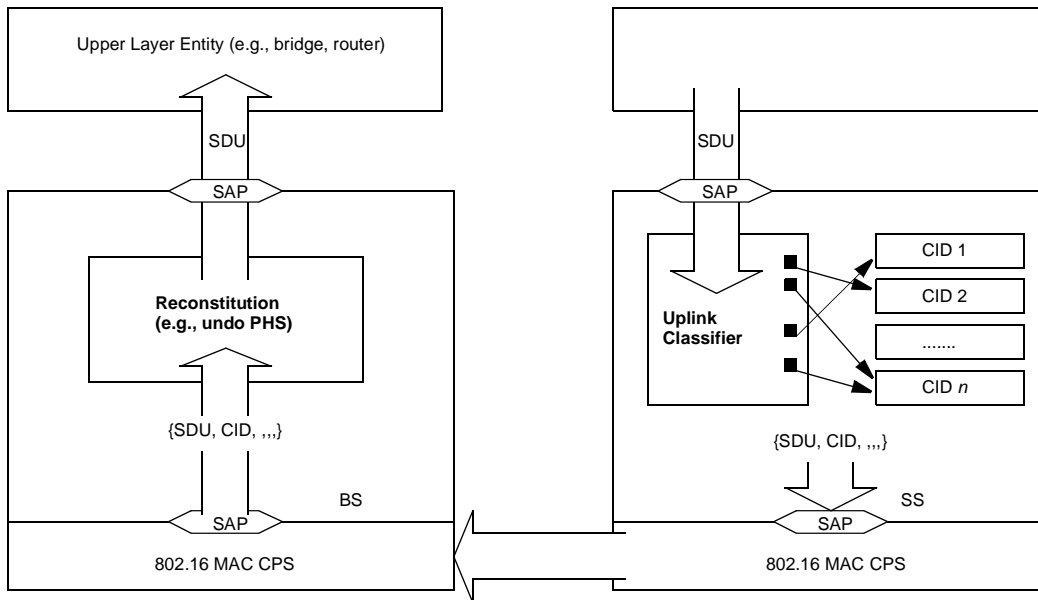 Upper Layer Entity (e.g., bridge, router)
SDU
SAP
Reconstitution
(e.g., undo PHS)
{SDU, CID, ,,,}
BS
SAP
802.16 MAC CPS
SDU
SAP
Uplink
Classifier
CID 1
CID 2
.......
CID n
{SDU, CID, ,,,}
SS
SAP
802.16 MAC CPS